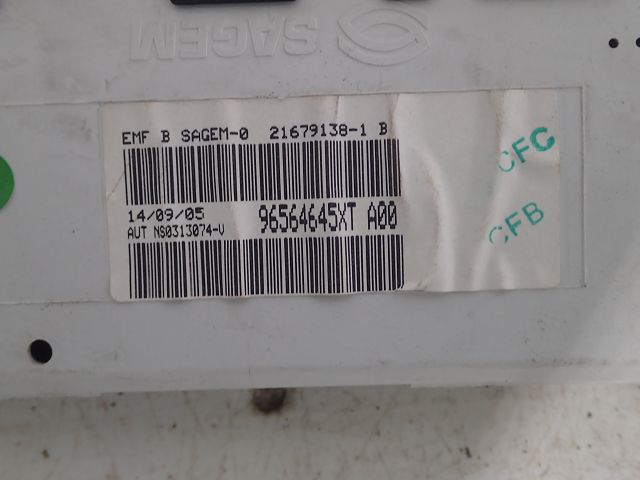 SAGEM
EMF B SAGEM-0 21679138-1 B
14/09/05 96564645XT A00
AUT NS0313074-V
CFC
CFB